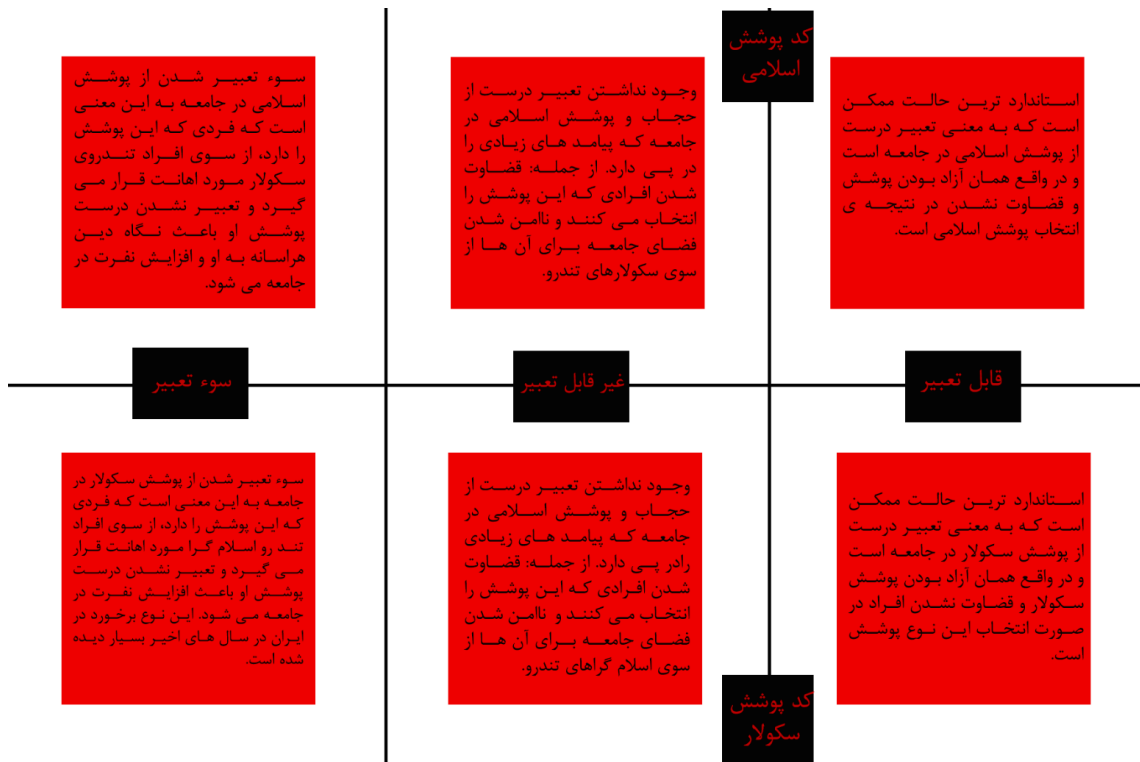 کد پوشش
اسلامی
استاندارد ترین حالت ممکن
است که به معنی تعبیر درست
از پوشش اسلامی در جامعه است
و در واقع همان آزاد بودن پوشش
و قضاوت نشدن در نتیجه ی
انتخاب پوشش اسلامی است.
وجود نداشتن تعبیر درست از
حجاب و پوشش اسلامی در
جامعه که پیامد های زیادی را
در پی دارد. از جمله: قضاوت
شدن افرادی که این پوشش را
انتخاب می کنند و ناامن شدن
فضای جامعه برای آن ها از
سوی سکولارهای تندرو.
سوء تعبیر شدن از پوشش
اسلامی در جامعه به این معنی
است که فردی که این پوشش
را دارد، از سوی افراد تندروی
سکولار مورد اهانت قرار می
گیرد و تعبیر نشدن درست
پوشش او باعث نگاه دین
هراسانه به او و افزایش نفرت در
جامعه می شود.
قابل تعبیر
غیر قابل تعبیر
سوء تعبیر
استاندارد ترین حالت ممکن
است که به معنی تعبیر درست
از پوشش سکولار در جامعه است
و در واقع همان آزاد بودن پوشش
سکولار و قضاوت نشدن افراد در
صورت انتخاب این نوع پوشش
است.
وجود نداشتن تعبیر درست از
حجاب و پوشش اسلامی در
جامعه که پیامد های زیادی
رادر پی دارد. از جمله: قضاوت
شدن افرادی که این پوشش را
انتخاب می کنند و ناامن شدن
فضای جامعه برای آن ها از
سوی اسلام گراهای تندرو.
سوء تعبیر شدن از پوشش سکولار در
جامعه به این معنی است که فردی
که این پوشش را دارد، از سوی افراد
تند رو اسلام گرا مورد اهانت قرار
می گیرد و تعبیر نشدن درست
پوشش او باعث افزایش نفرت در
جامعه می شود. این نوع برخورد در
ایران در سال های اخیر بسیار دیده
شده است.
کد پوشش
سکولار